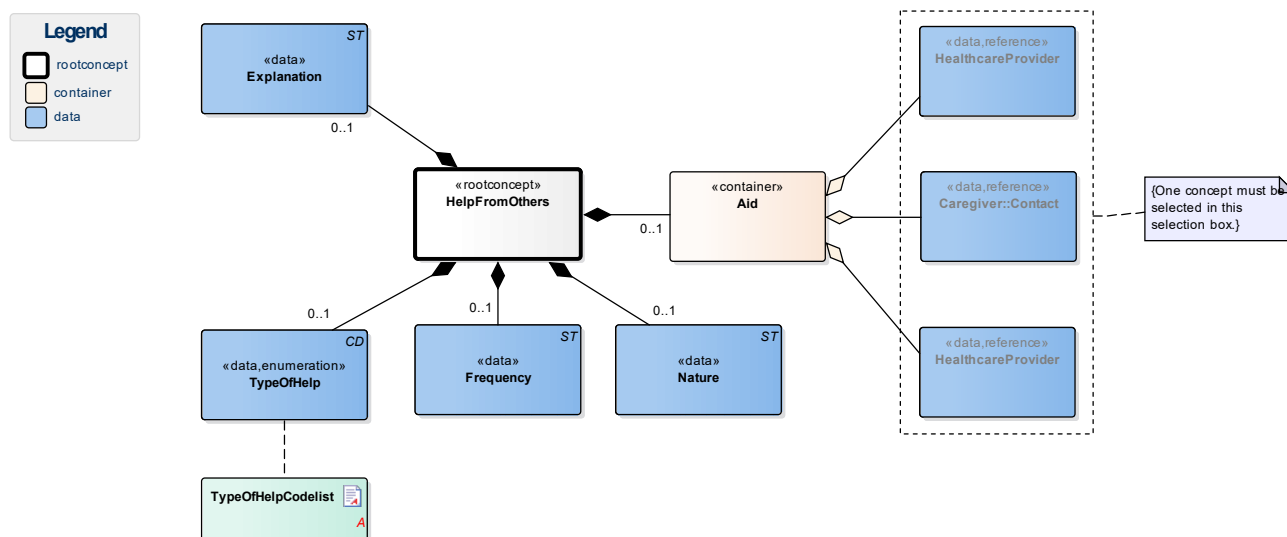 Legend
rootconcept
container
data
ST
«data»
Explanation
0..1
«rootconcept»
HelpFromOthers
0..1
«container»
Aid
«data,reference»
HealthcareProvider
«data,reference»
Caregiver::Contact
«data,reference»
HealthcareProvider
{One concept must be
selected in this
selection box.}
0..1
0..1
0..1
CD
«data,enumeration»
TypeOfHelp
ST
«data»
Frequency
ST
«data»
Nature
TypeOfHelpCodelist
A